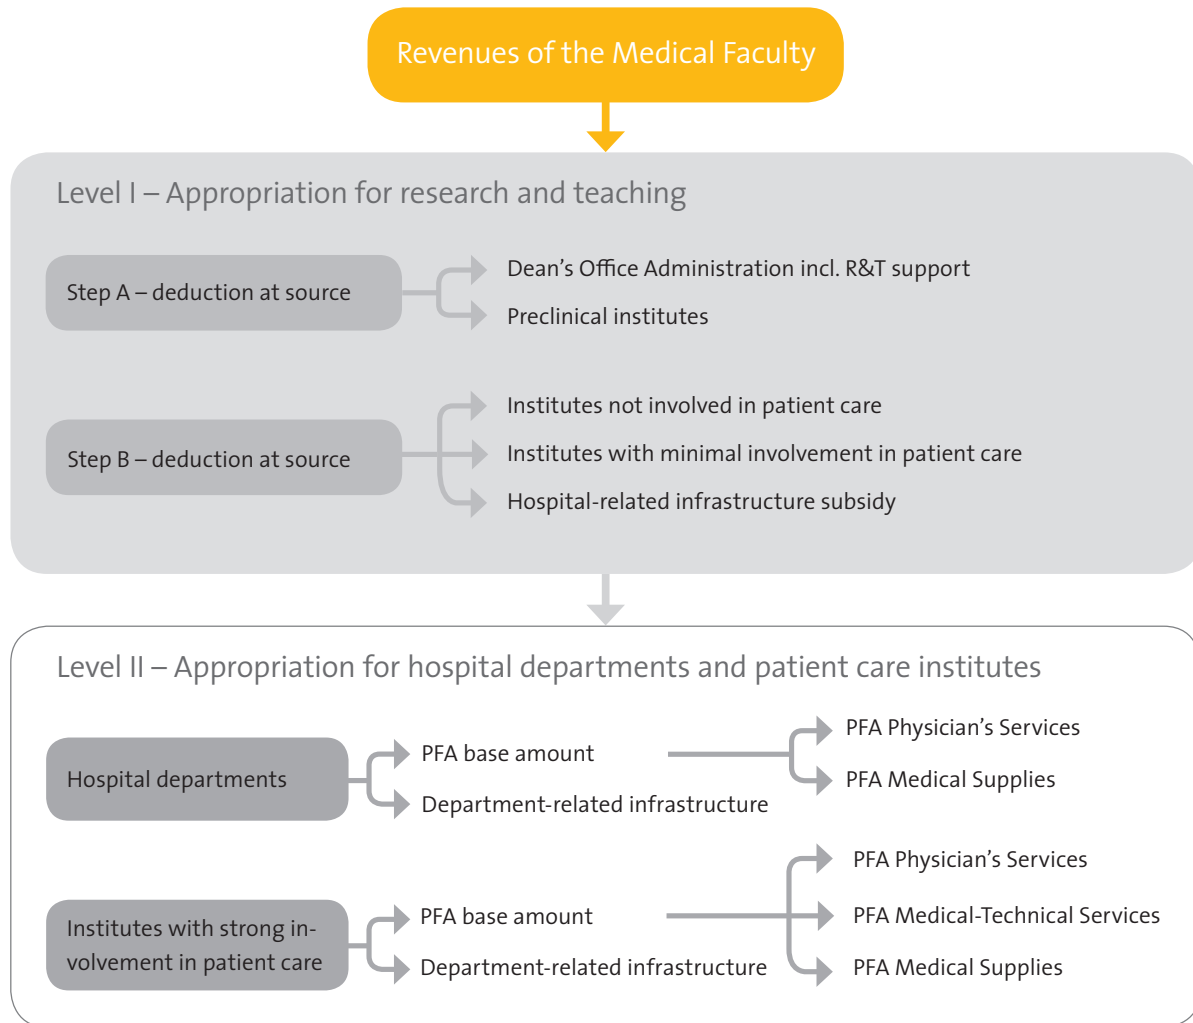 Revenues of the Medical Faculty
Level I – Appropriation for research and teaching
Step A – deduction at source
Dean’s Office Administration incl. R&T support
Preclinical institutes
Step B – deduction at source
Institutes not involved in patient care
Institutes with minimal involvement in patient care
Hospital-related infrastructure subsidy
Level II – Appropriation for hospital departments and patient care institutes
Hospital departments
PFA base amount
Department-related infrastructure
PFA Physician’s Services
PFA Medical Supplies
Institutes with strong in-
volvement in patient care
PFA base amount
Department-related infrastructure
PFA Physician’s Services
PFA Medical-Technical Services
PFA Medical Supplies